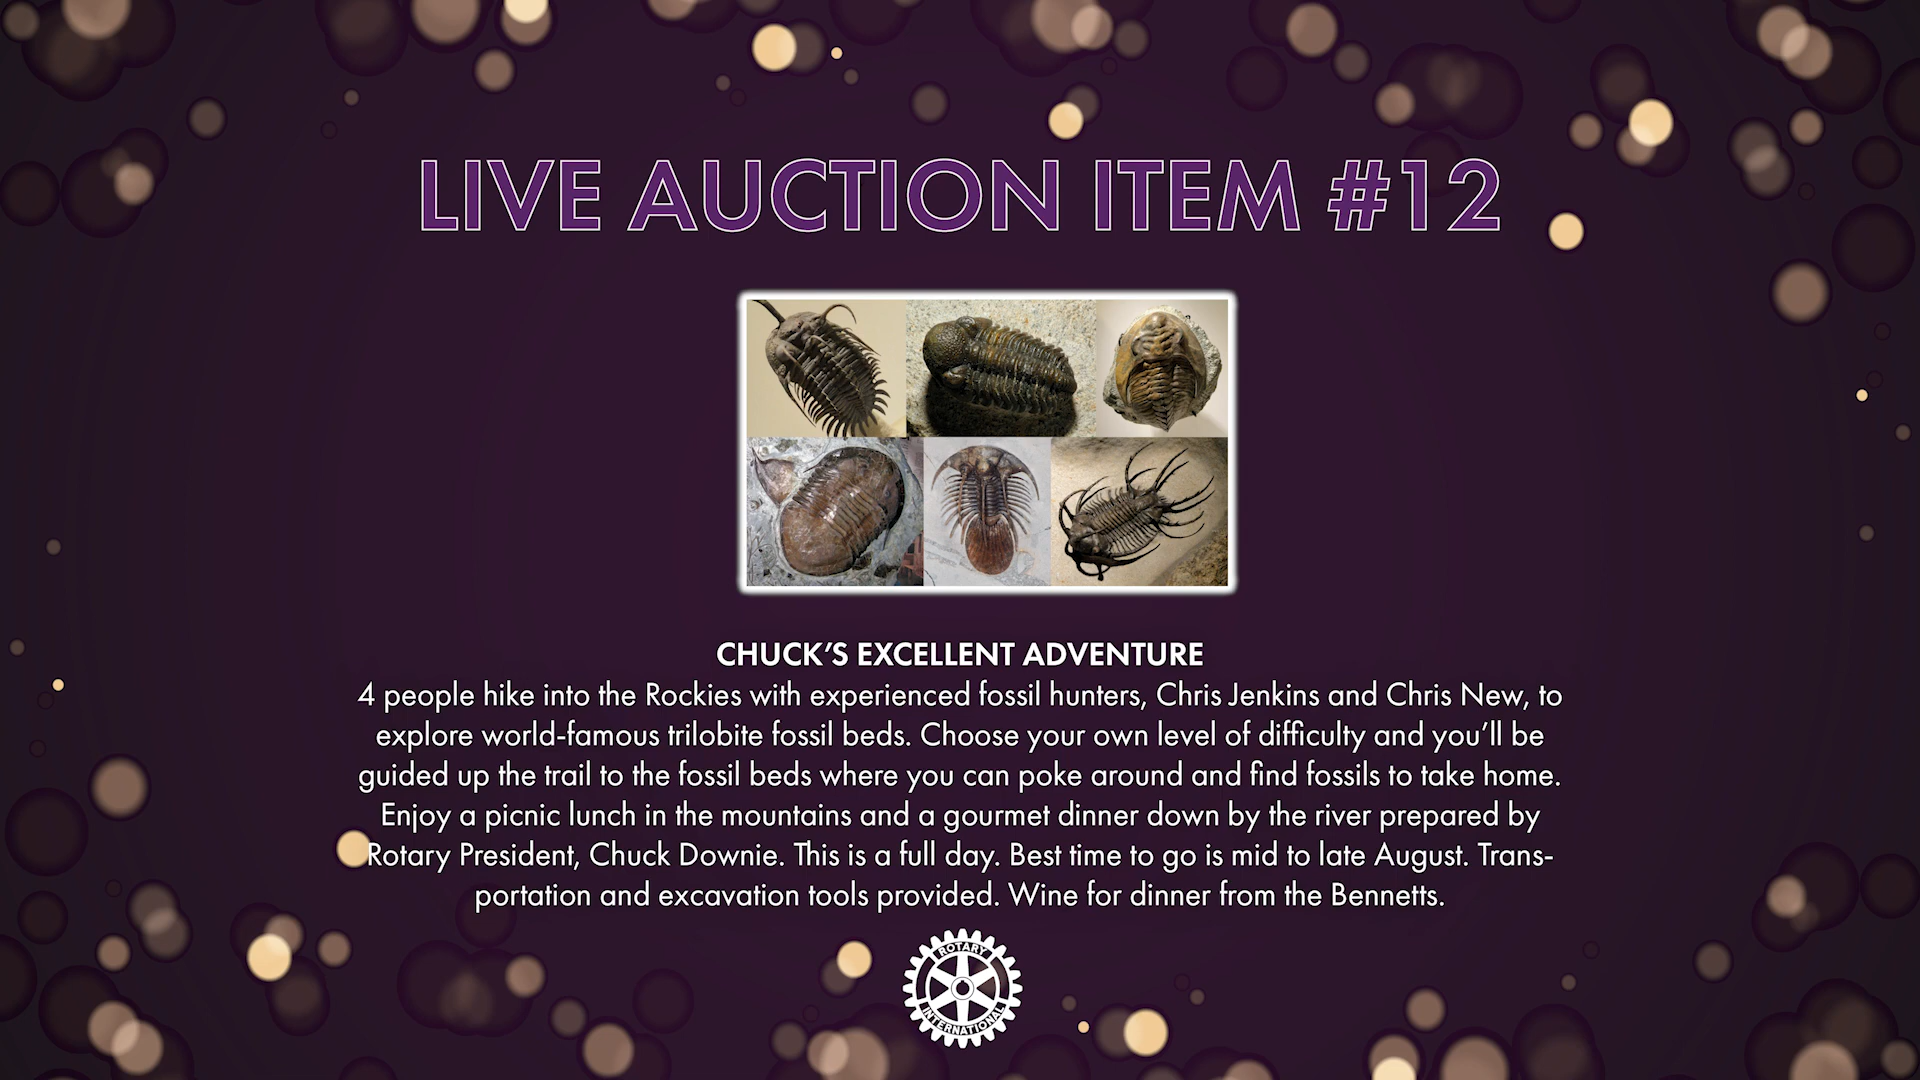 LIVE AUCTION ITEM #12
CHUCK’S EXCELLENT ADVENTURE
4 people hike into the Rockies with experienced fossil hunters, Chris Jenkins and Chris New, to
explore world-famous trilobite fossil beds. Choose your own level of difficulty and you’ll be
guided up the trail to the fossil beds where you can poke around and find fossils to take home.
Enjoy a picnic lunch in the mountains and a gourmet dinner down by the river prepared by
Rotary President, Chuck Downie. This is a full day. Best time to go is mid to late August. Trans-
portation and excavation tools provided. Wine for dinner from the Bennetts.
ROTARY
INTERNATIONAL